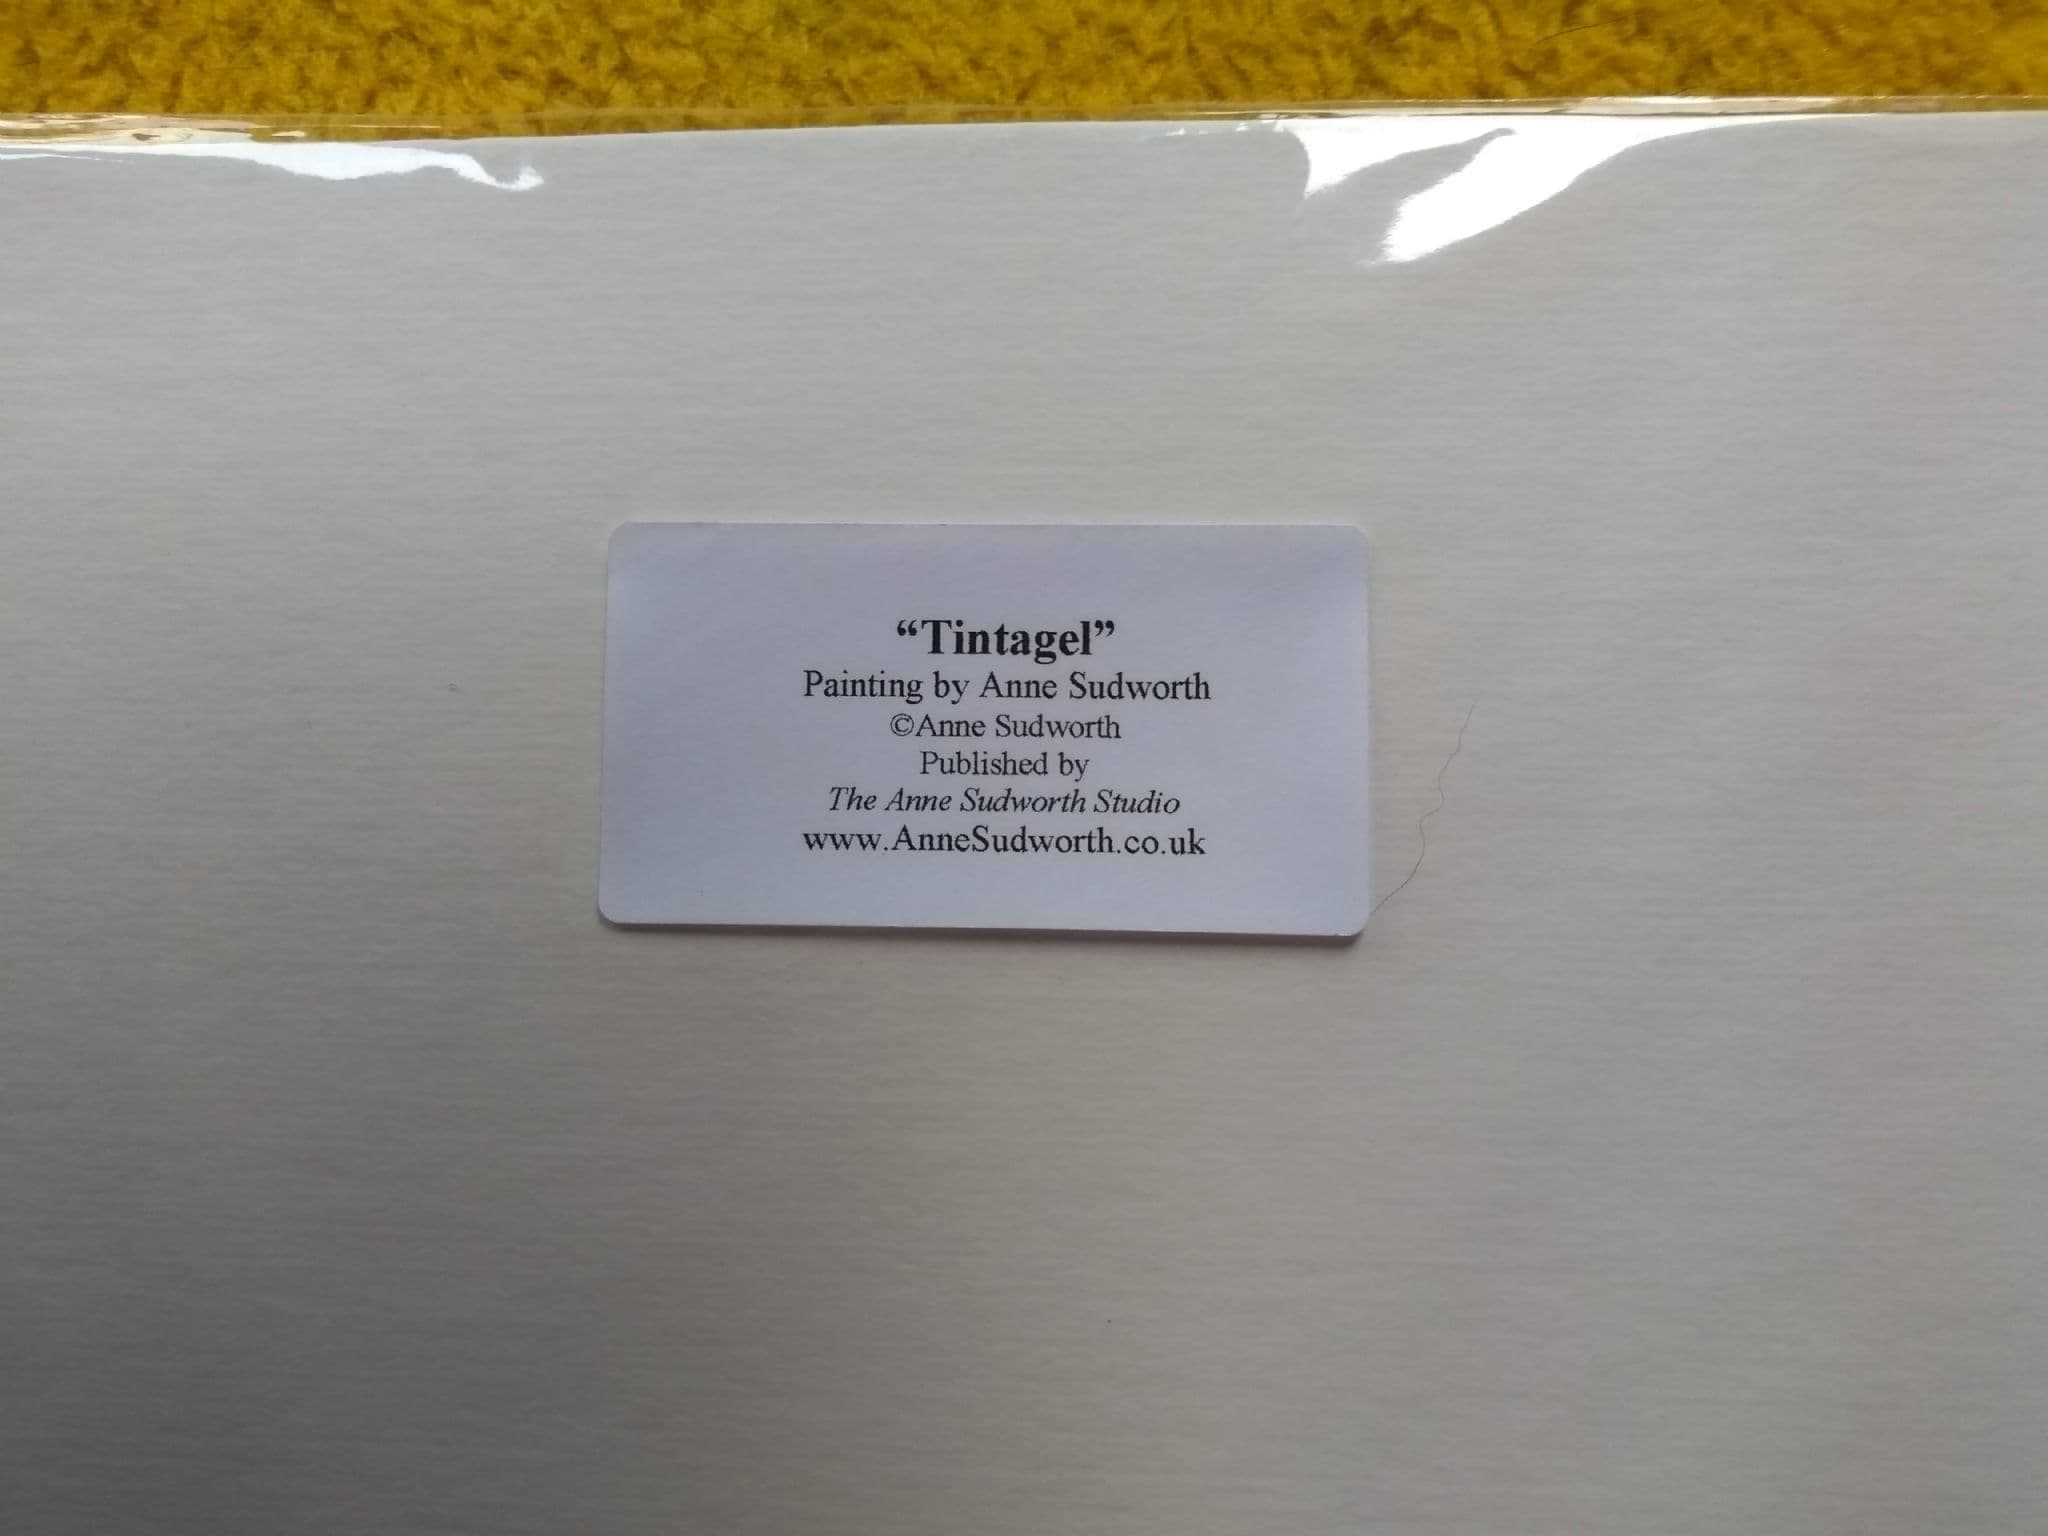 “Tintagel”
Painting by Anne Sudworth
©Anne Sudworth
Published by
The Anne Sudworth Studio
www.AnneSudworth.co.uk